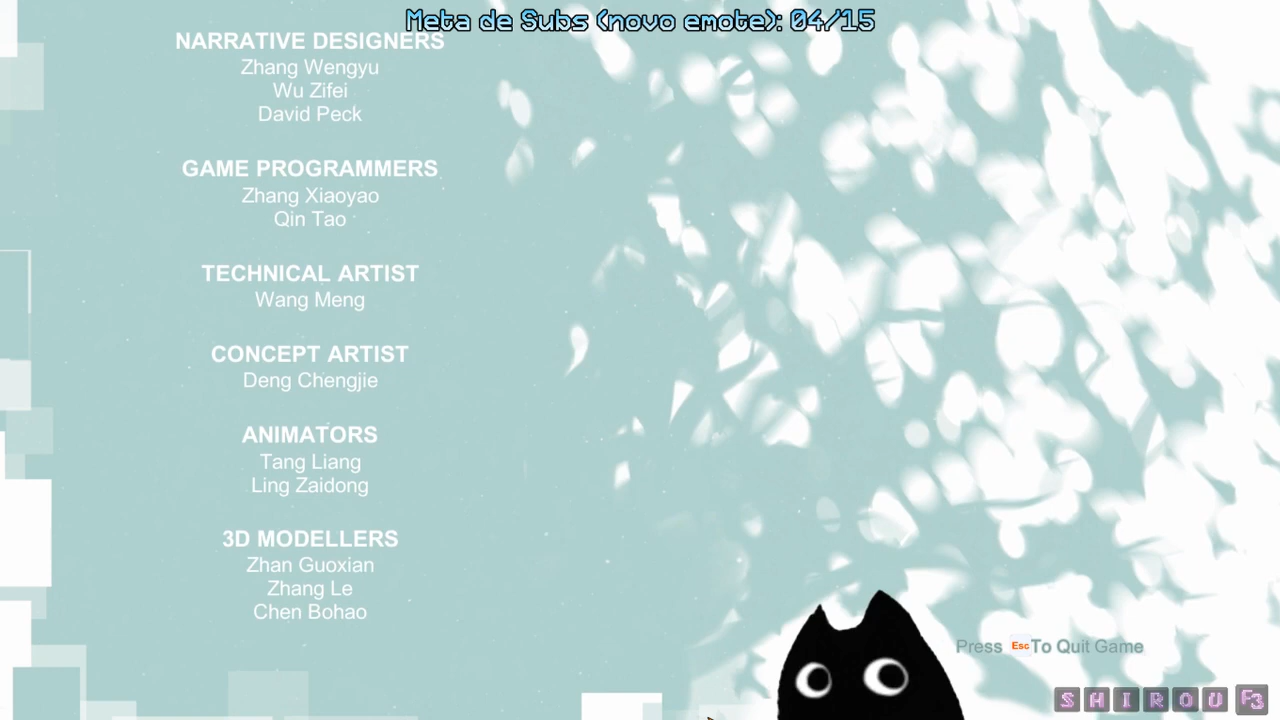 Meta de Subs (novo emote): 04/15
NARRATIVE DESIGNERS
Zhang Wengyu
Wu Zifei
David Peck
GAME PROGRAMMERS
Zhang Xiaoyao
Qin Tao
TECHNICAL ARTIST
Wang Meng
CONCEPT ARTIST
Deng Chengjie
ANIMATORS
Tang Liang
Ling Zaidong
3D MODELLERS
Zhan Guoxian
Zhang Le
Chen Bohao
Press Esc To Quit Game
SHIROU F3